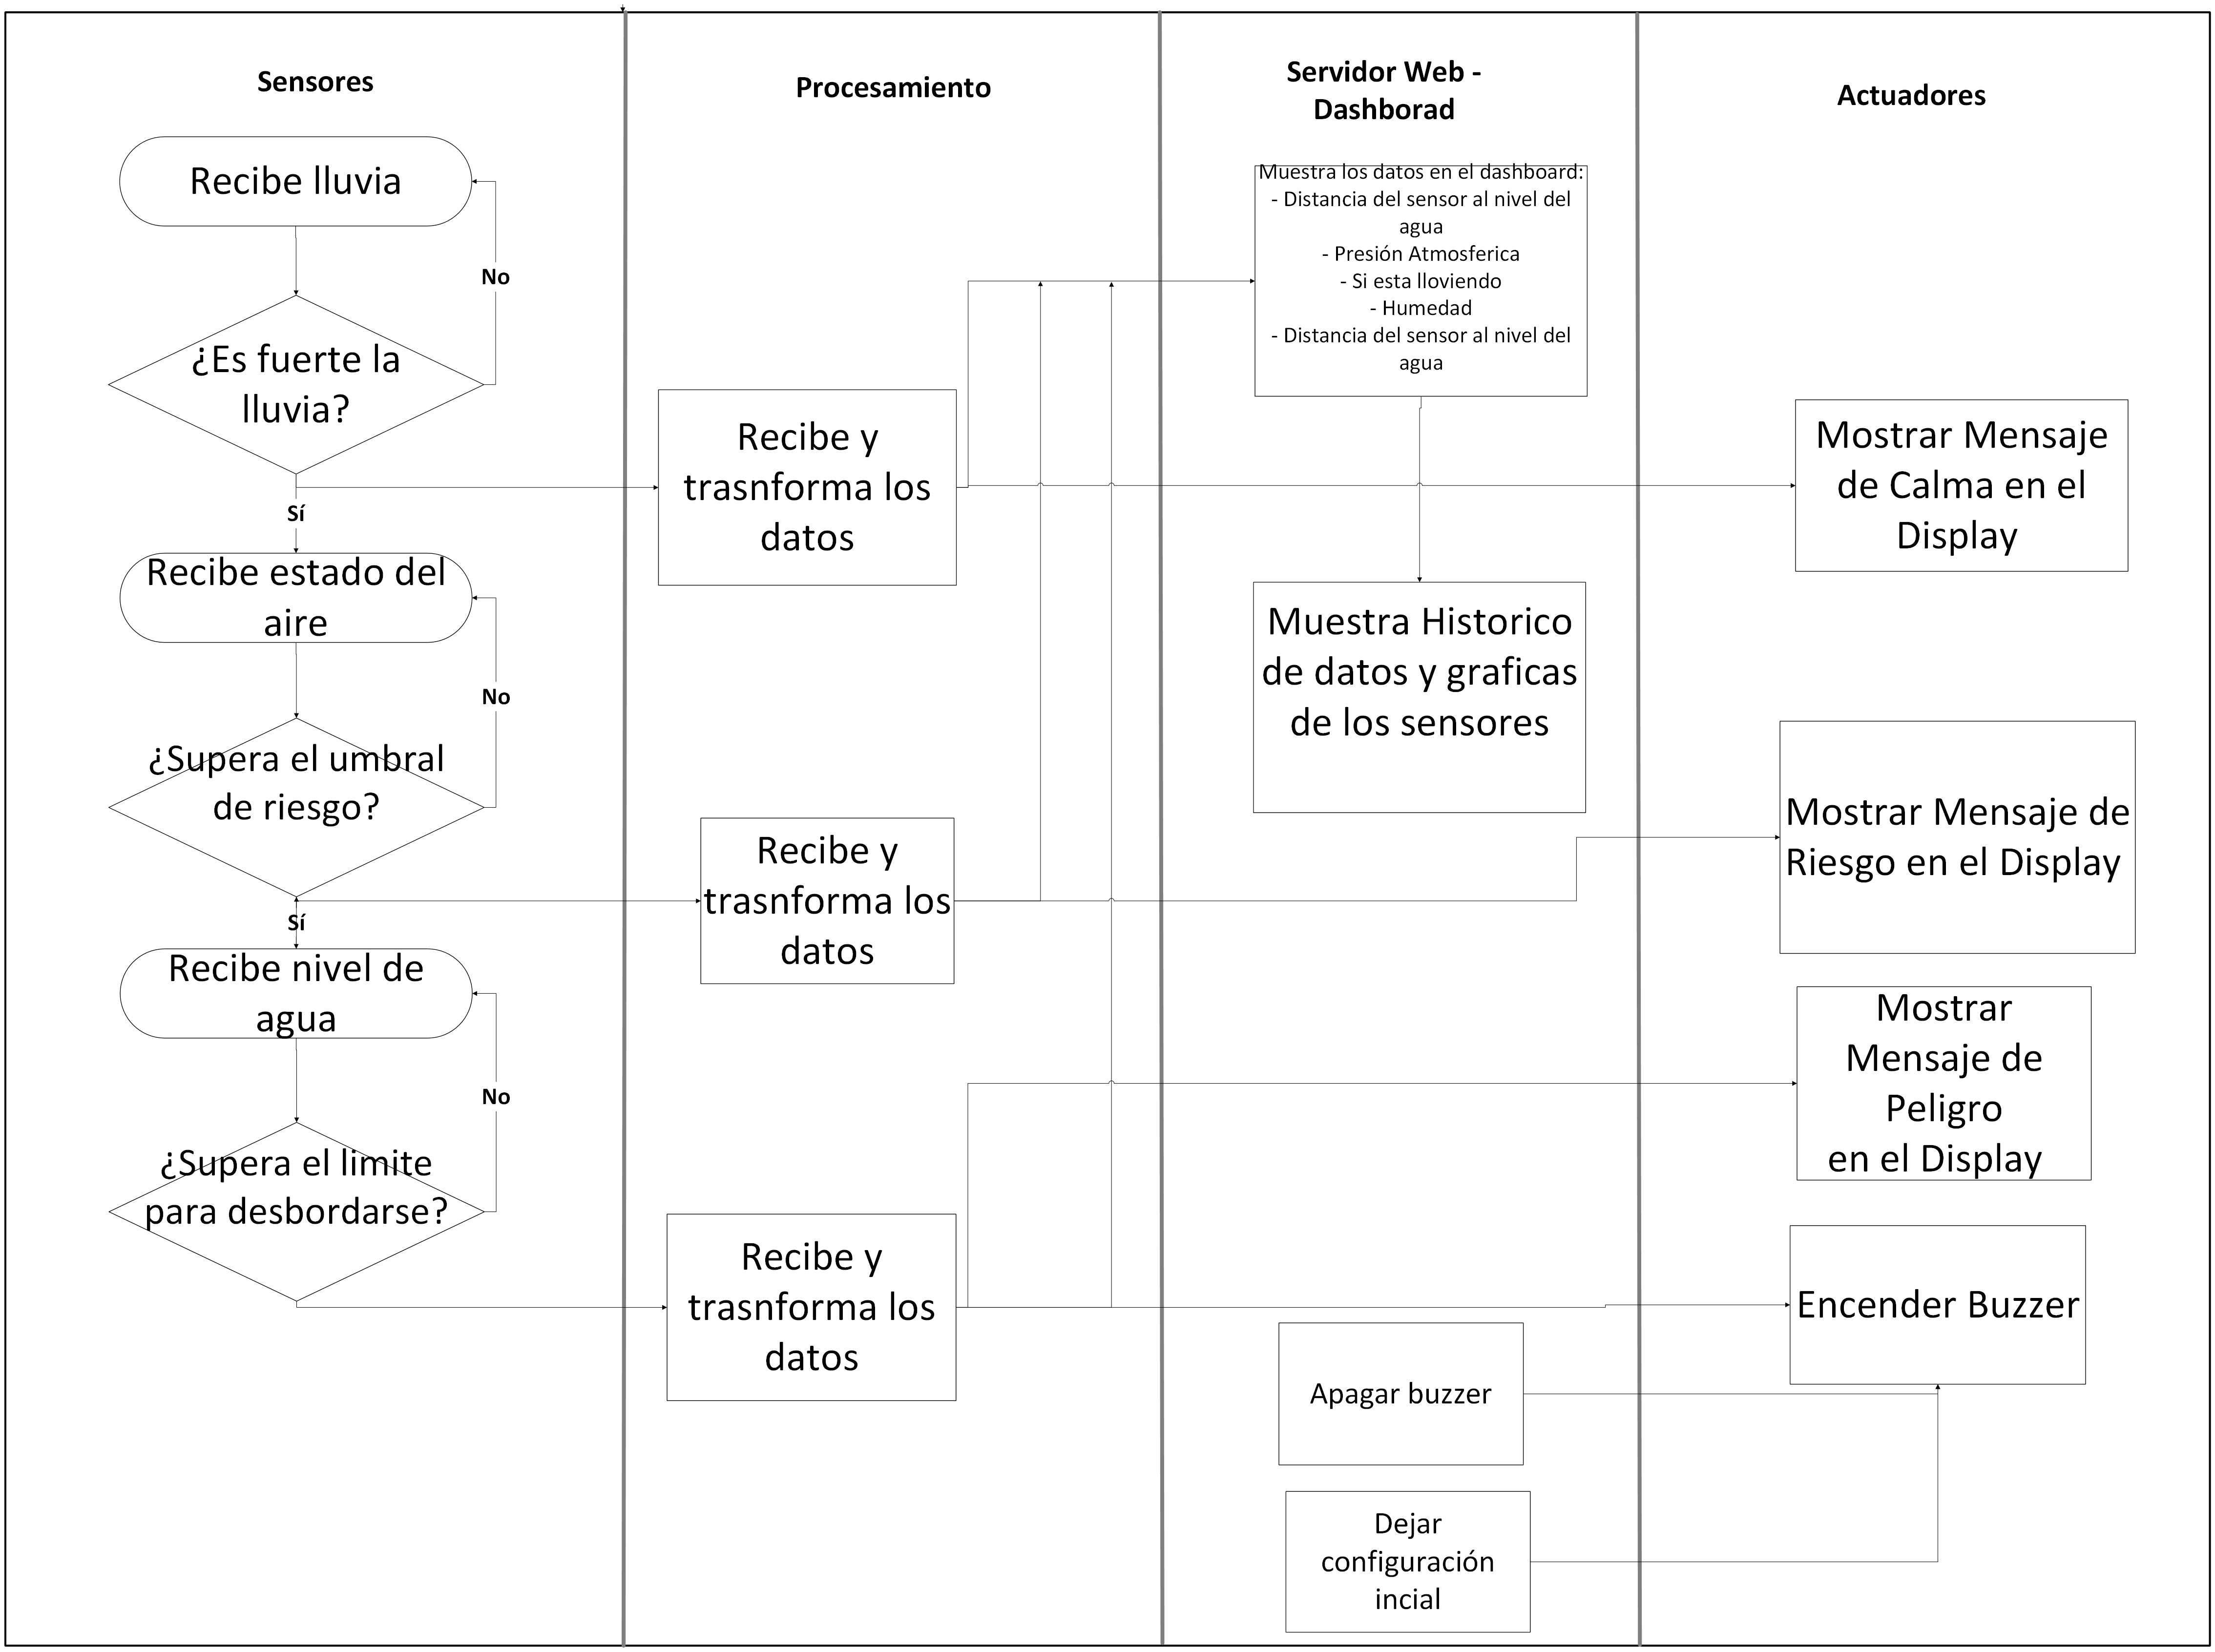 Sensores
Recibe lluvia
No
¿Es fuerte la
lluvia?
Sí
Recibe estado del
aire
No
¿Supera el umbral
de riesgo?
Sí
Recibe nivel de
agua
No
¿Supera el limite
para desbordarse?
Procesamiento
Recibe y
trasnforma los
datos
Recibe y
trasnforma los
datos
Recibe y
trasnforma los
datos
Servidor Web -
Dashborad
Muestra los datos en el dashboard:
- Distancia del sensor al nivel del
agua
- Presión Atmosferica
- Si esta lloviendo
- Humedad
- Distancia del sensor al nivel del
agua
Muestra Historico
de datos y graficas
de los sensores
Apagar buzzer
Dejar
configuración
incial
Actuadores
Mostrar Mensaje
de Calma en el
Display
Mostrar Mensaje de
Riesgo en el Display
Mostrar
Mensaje de
Peligro
en el Display
Encender Buzzer